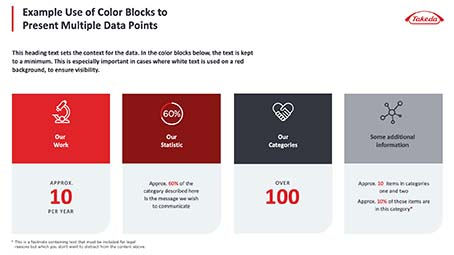 Example Use of Color Blocks to
Present Multiple Data Points
Takeda
This heading text sets the context for the data. In the color blocks below, the text is kept
to a minimum. This is especially important in cases where white text is used on a red
background, to ensure visibility.
Our
Work
APPROX.
10
PER YEAR
60%
Our
Statistic
Approx. 60% of the
category described here
Is the message we wish
to communicate
Our
Categories
OVER
100
Some additional
information
Approx. 10 items in categories
one and two
Approx. 10% of those items are
in this category*
* This is a footnote containing text that must be included for legal
reasons but which you don't want to distract from the content above.